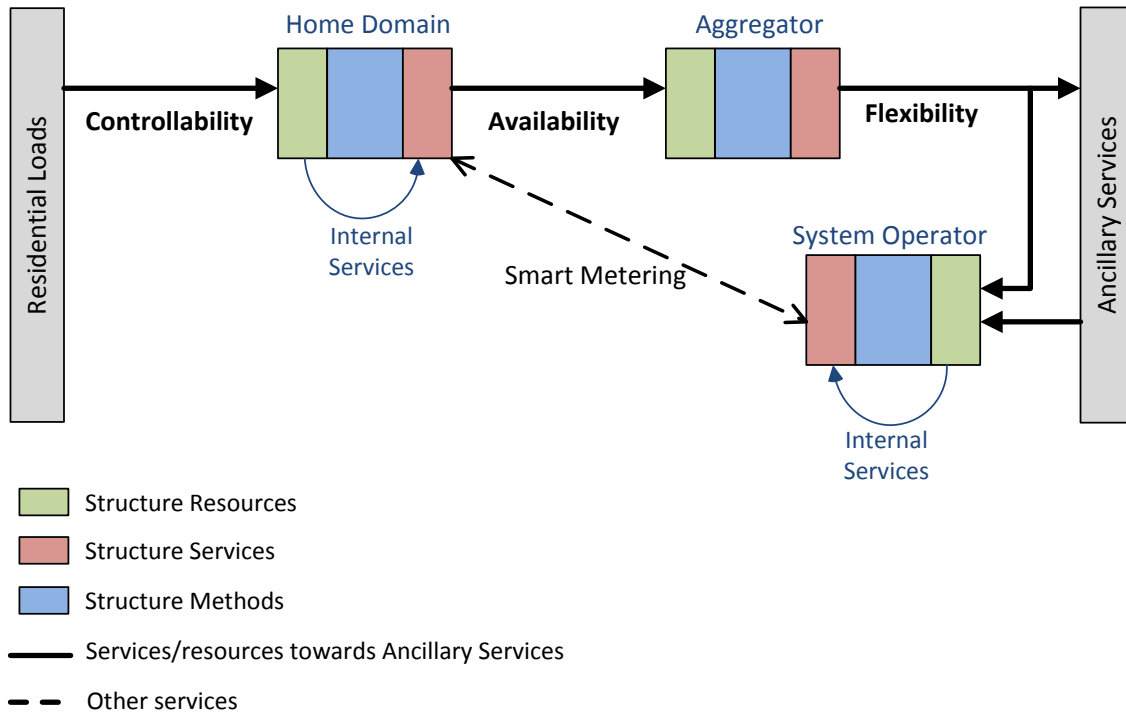 Home Domain
Aggregator
Residential Loads
Controllability
Availability
Flexibility
Ancillary Services
Internal
Services
System Operator
Smart Metering
Internal
Services
Structure Resources
Structure Services
Structure Methods
Services/resources towards Ancillary Services
Other services